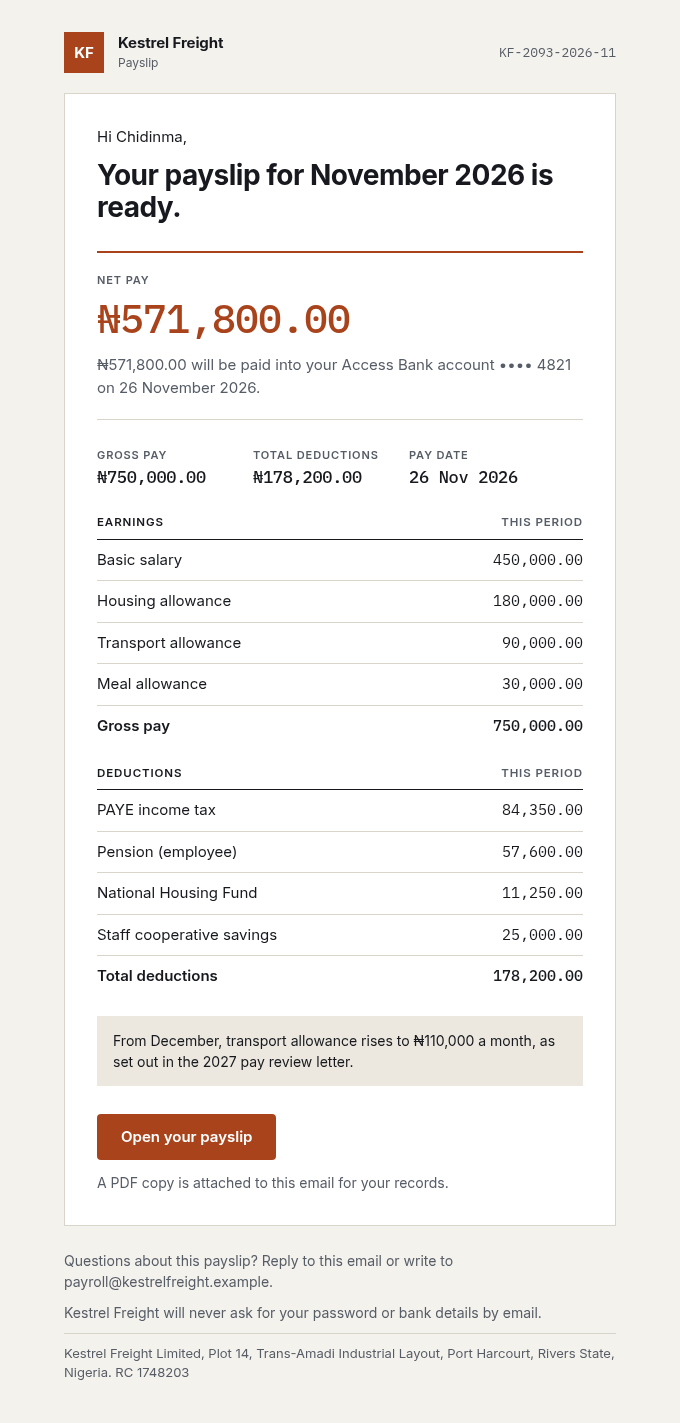 KF
Kestrel Freight
Payslip
KF-2093-2026-11
Hi Chidinma,
Your payslip for November 2026 is
ready.
NET PAY
₦571,800.00
₦571,800.00 will be paid into your Access Bank account •••• 4821
on 26 November 2026.
GROSS PAY TOTAL DEDUCTIONS PAY DATE
₦750,000.00 ₦178,200.00 26 Nov 2026
EARNINGS THIS PERIOD
Basic salary 450,000.00
Housing allowance 180,000.00
Transport allowance 90,000.00
Meal allowance 30,000.00
Gross pay 750,000.00
DEDUCTIONS THIS PERIOD
PAYE income tax 84,350.00
Pension (employee) 57,600.00
National Housing Fund 11,250.00
Staff cooperative savings 25,000.00
Total deductions 178,200.00
From December, transport allowance rises to ₦110,000 a month, as
set out in the 2027 pay review letter.
Open your payslip
A PDF copy is attached to this email for your records.
Questions about this payslip? Reply to this email or write to
payroll@kestrelfreight.example.
Kestrel Freight will never ask for your password or bank details by email.
Kestrel Freight Limited, Plot 14, Trans-Amadi Industrial Layout, Port Harcourt, Rivers State,
Nigeria. RC 1748203